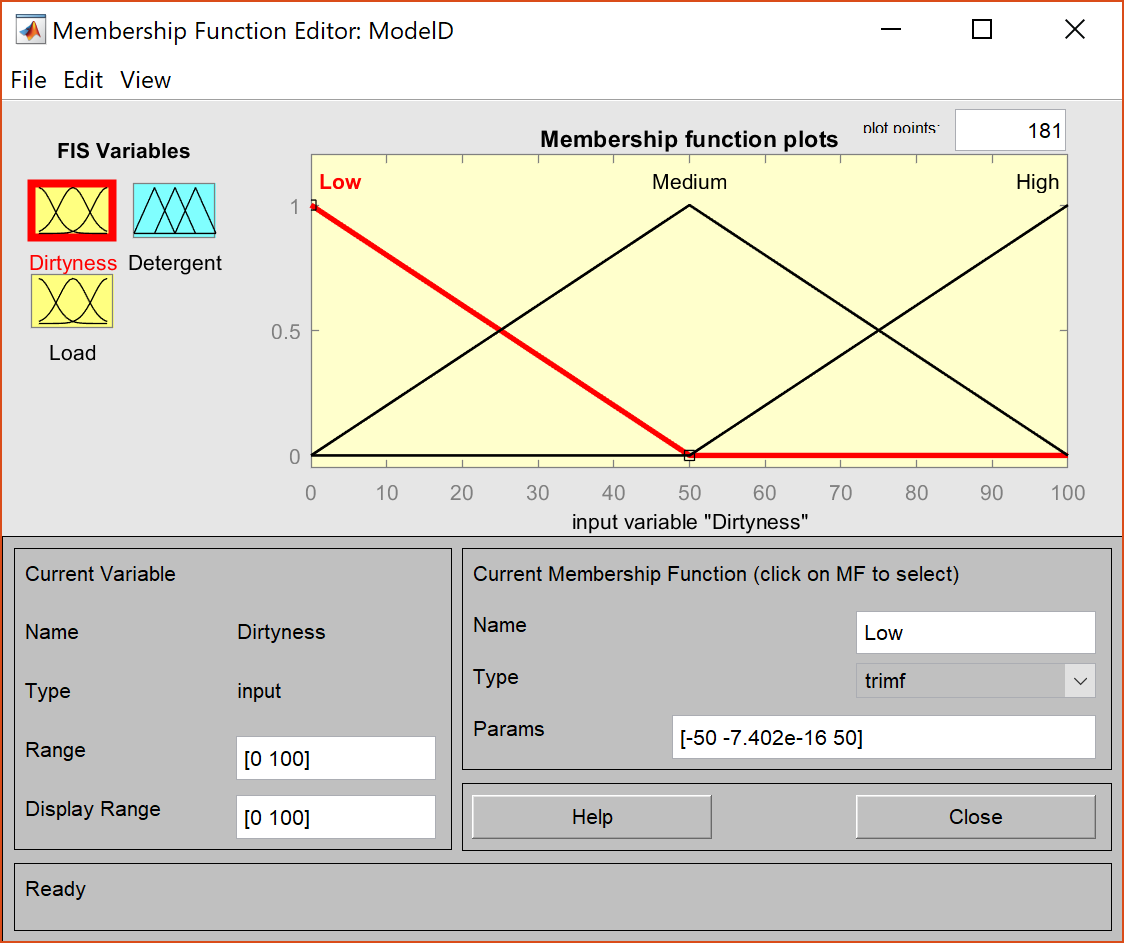 Membership Function Editor: ModelD
File Edit View
FIS Variables
Dirtyness Detergent
Load
Membership function plots
plot points:
181
Low Medium High
1
0.5
0
0 10 20 30 40 50 60 70 80 90 100
input variable "Dirtyness"
Current Variable
Name Dirtyness
Type input
Range [0 100]
Display Range [0 100]
Current Membership Function (click on MF to select)
Name Low
Type trimf
Params [-50 -7.402e-16 50]
Help Close
Ready